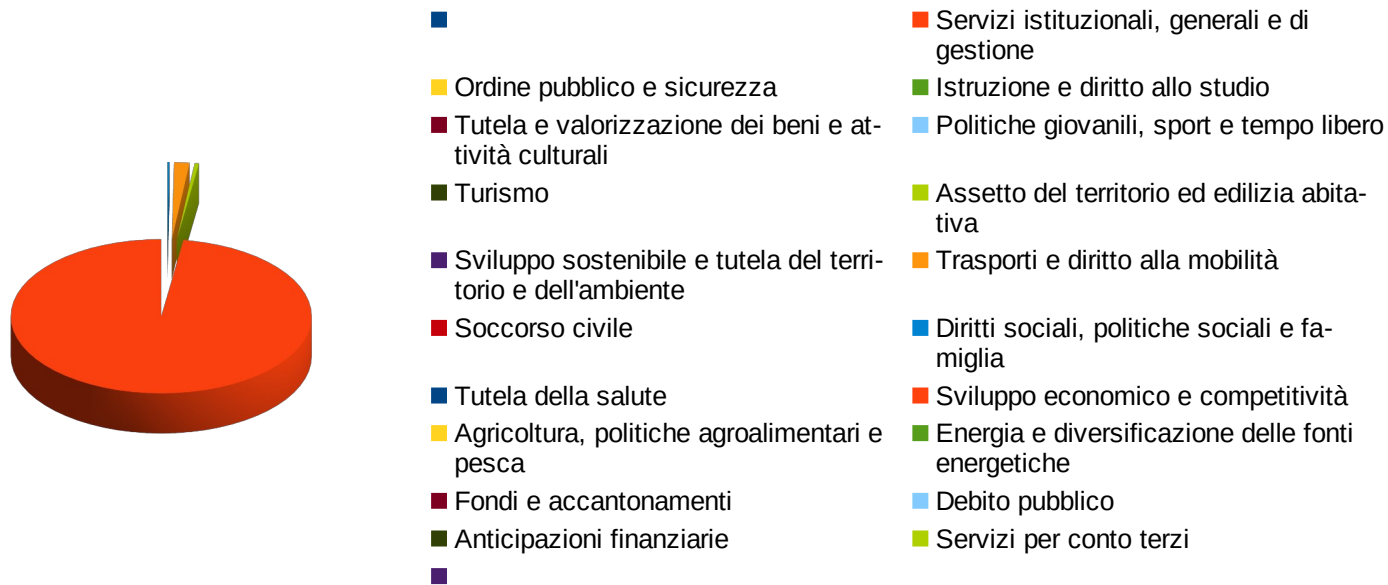 Servizi istituzionali, generali e di
gestione
Ordine pubblico e sicurezza
Istruzione e diritto allo studio
Tutela e valorizzazione dei beni e at-
tività culturali
Politiche giovanili, sport e tempo libero
Turismo
Assetto del territorio ed edilizia abita-
tiva
Sviluppo sostenibile e tutela del terri-
torio e dell'ambiente
Trasporti e diritto alla mobilità
Soccorso civile
Diritti sociali, politiche sociali e fa-
miglia
Tutela della salute
Sviluppo economico e competitività
Agricoltura, politiche agroalimentari e
pesca
Energia e diversificazione delle fonti
energetiche
Fondi e accantonamenti
Debito pubblico
Anticipazioni finanziarie
Servizi per conto terzi